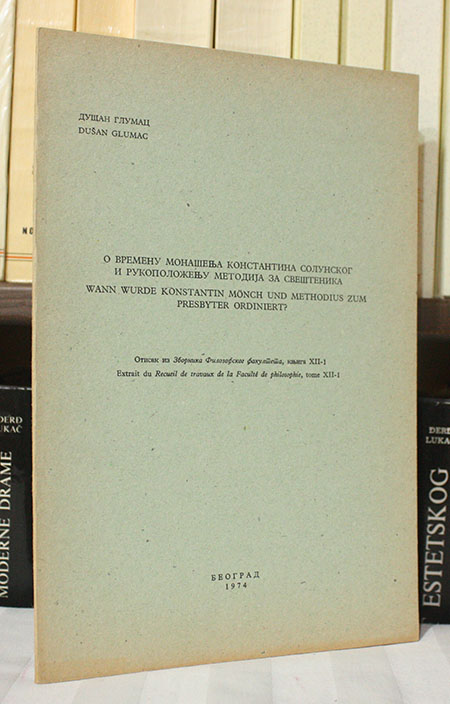 ДУШАН ГЛУМАЦ
DUŠAN GLUMAC
О ВРЕМЕНУ МОНАШЕЊА КОНСТАНТИНА СОЛУНСКОГ
И РУКОПОЛОЖЕЊУ МЕТОДИЈА ЗА СВЕШТЕНИКА
WANN WURDE KONSTANTIN MÖNCH UND METHODIUS ZUM
PRESBYTER ORDINIERT?
Отисак из Зборника Филозофског факултета, књига XII-1
Extrait du Recueil de travaux de la Faculté de philosophie, tome XII-1
БЕОГРАД
1974
MODERNE DRAME
ESTETSKOG